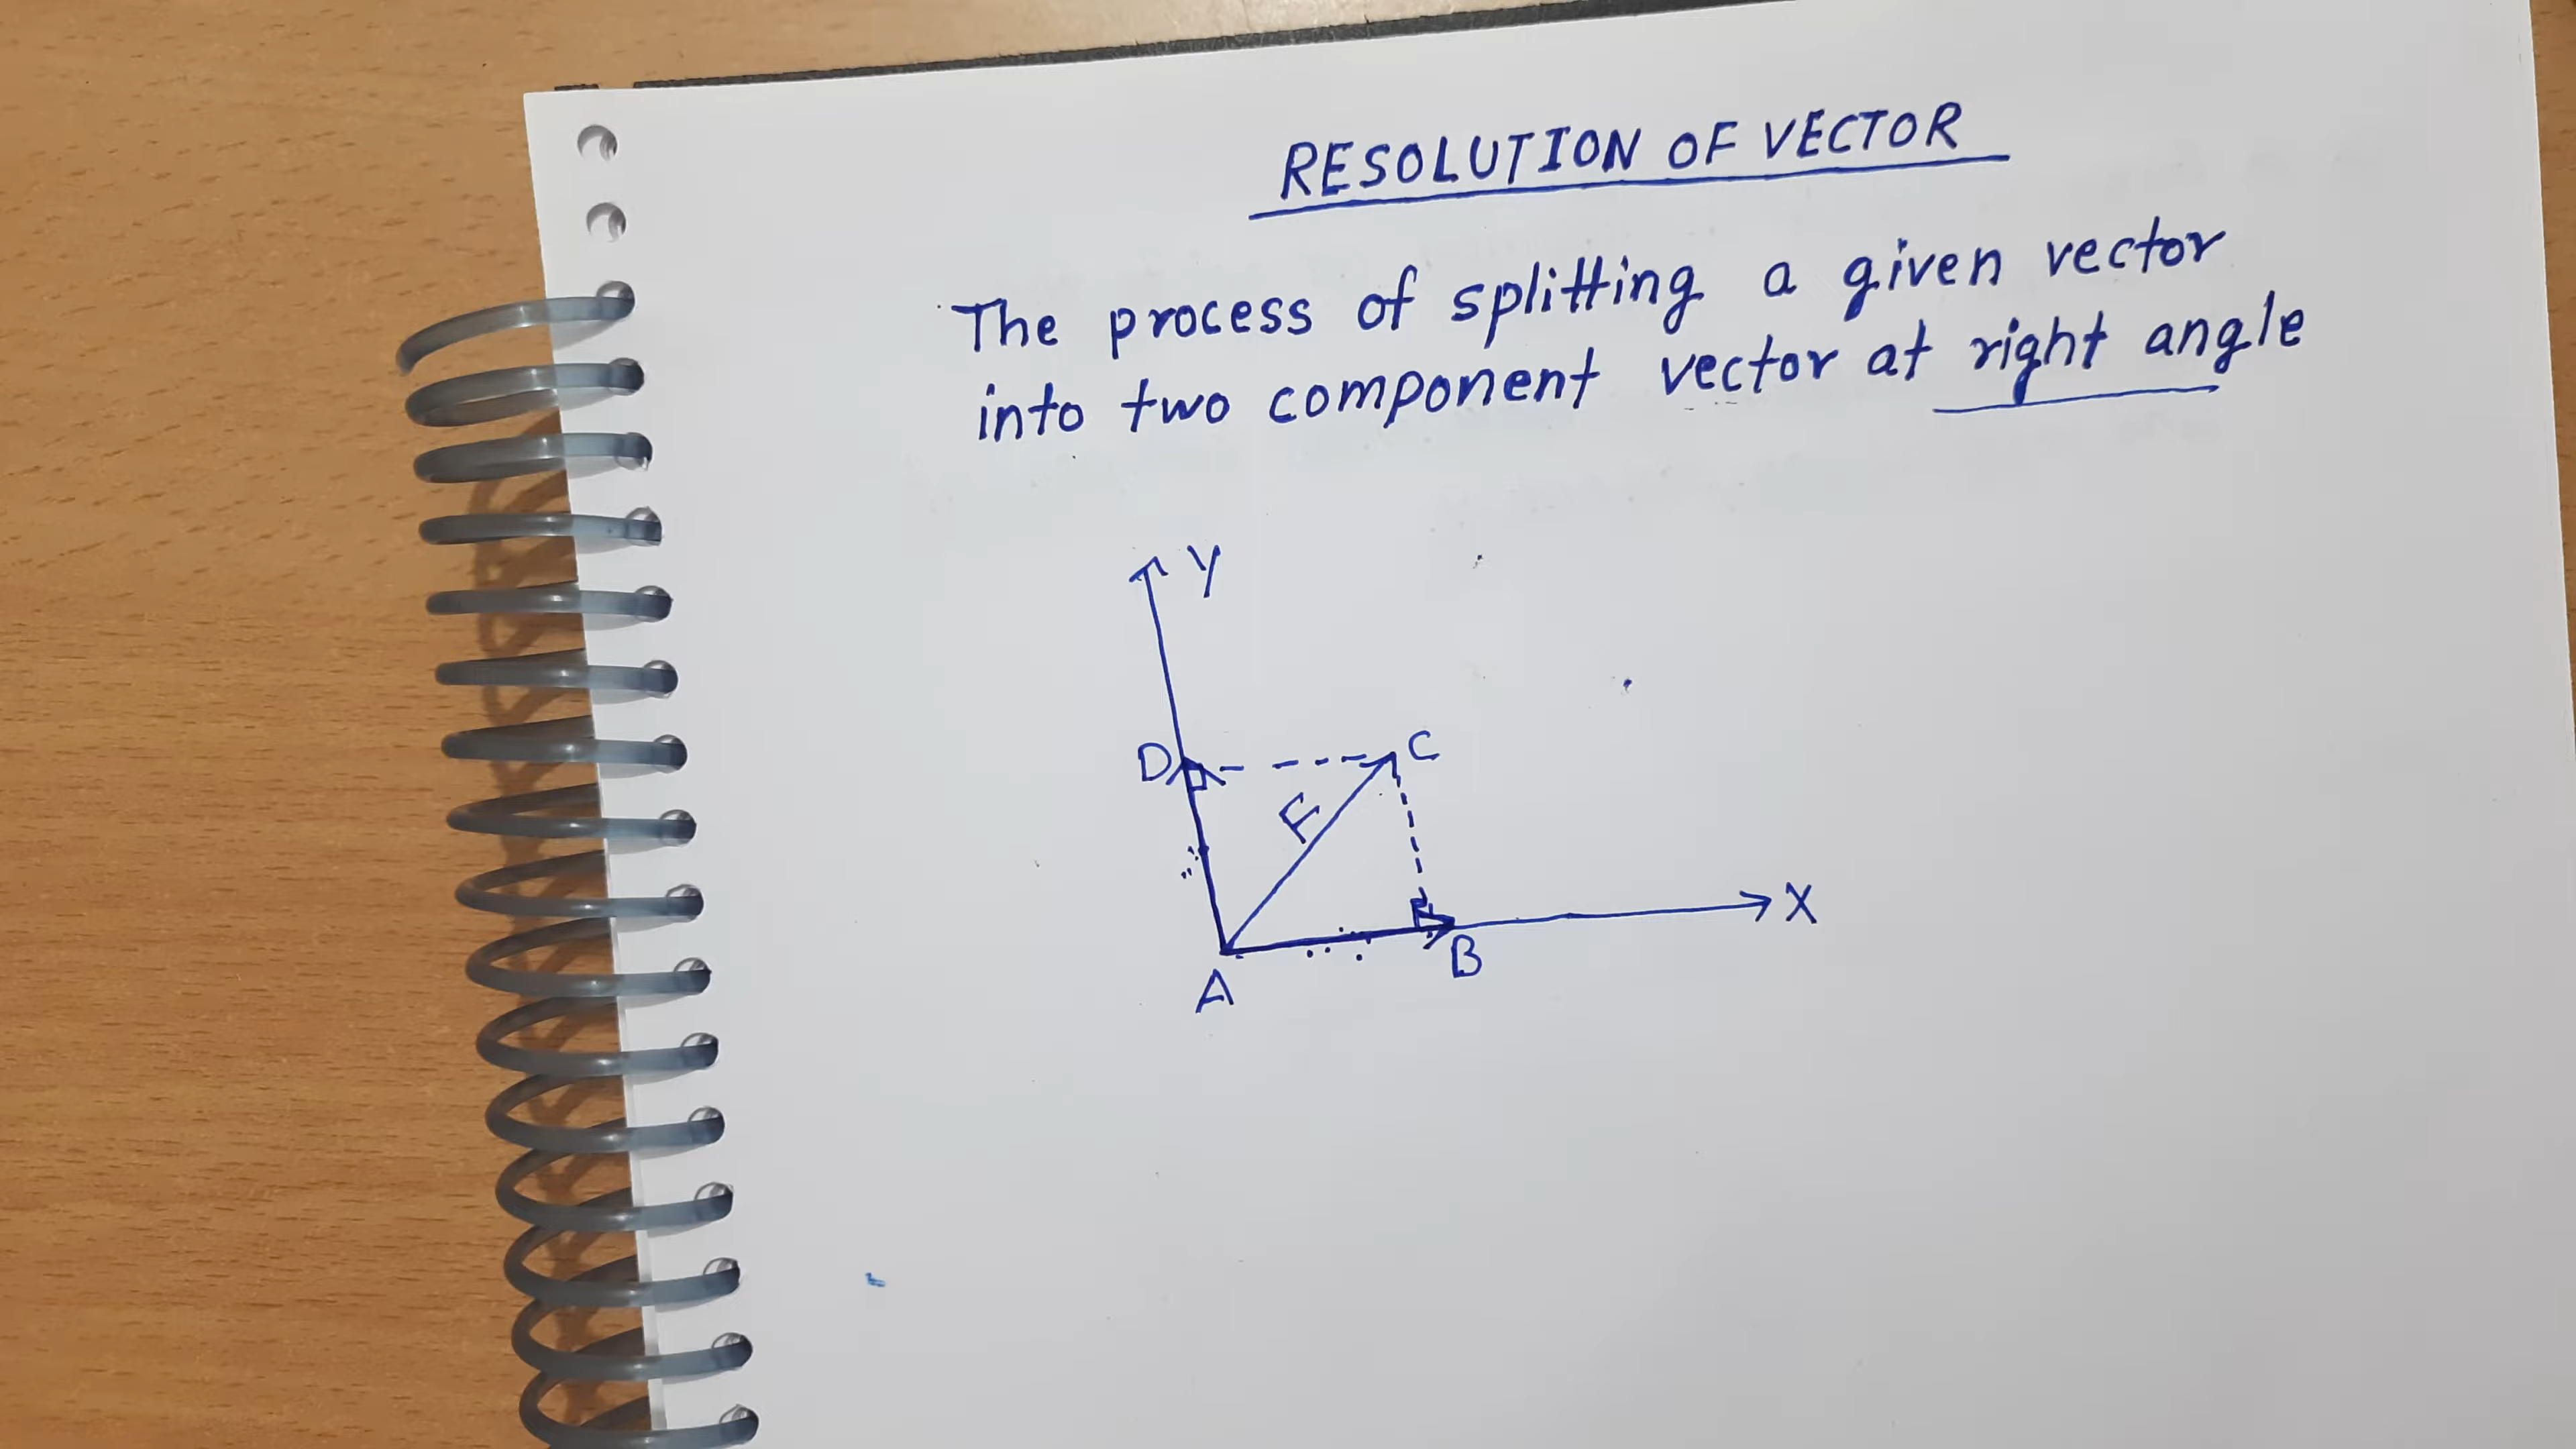 RESOLUTION OF VECTOR
The process of splitting a given vector
into two component vector at right angle
Y
D
C
F
X
B
A